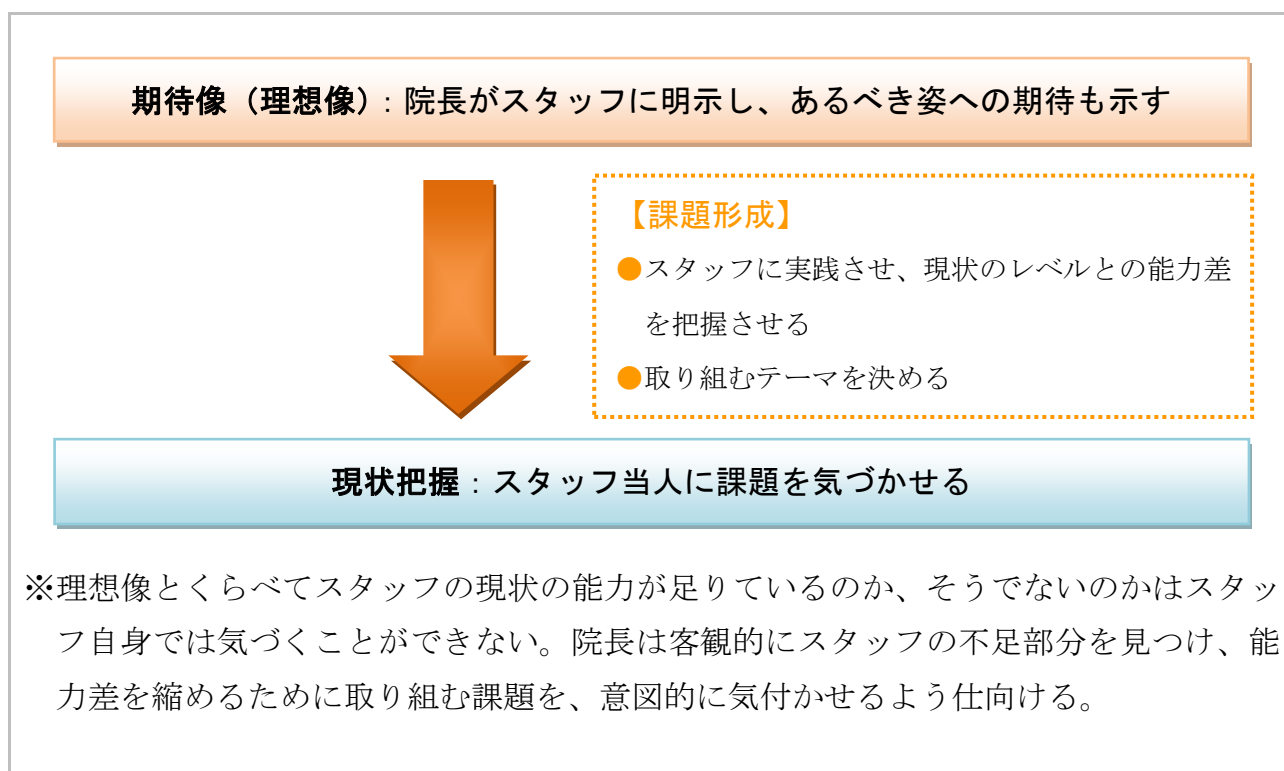 期待像（理想像）：院長がスタッフに明示し、あるべき姿への期待も示す
【課題形成】
●スタッフに実践させ、現状のレベルとの能力差
を把握させる
●取り組むテーマを決める
現状把握：スタッフ当人に課題を気づかせる
※理想像とくらべてスタッフの現状の能力が足りているのか、そうでないのかはスタッ
フ自身では気づくことができない。院長は客観的にスタッフの不足部分を見つけ、能
力差を縮めるために取り組む課題を、意図的に気付かせるよう仕向ける。